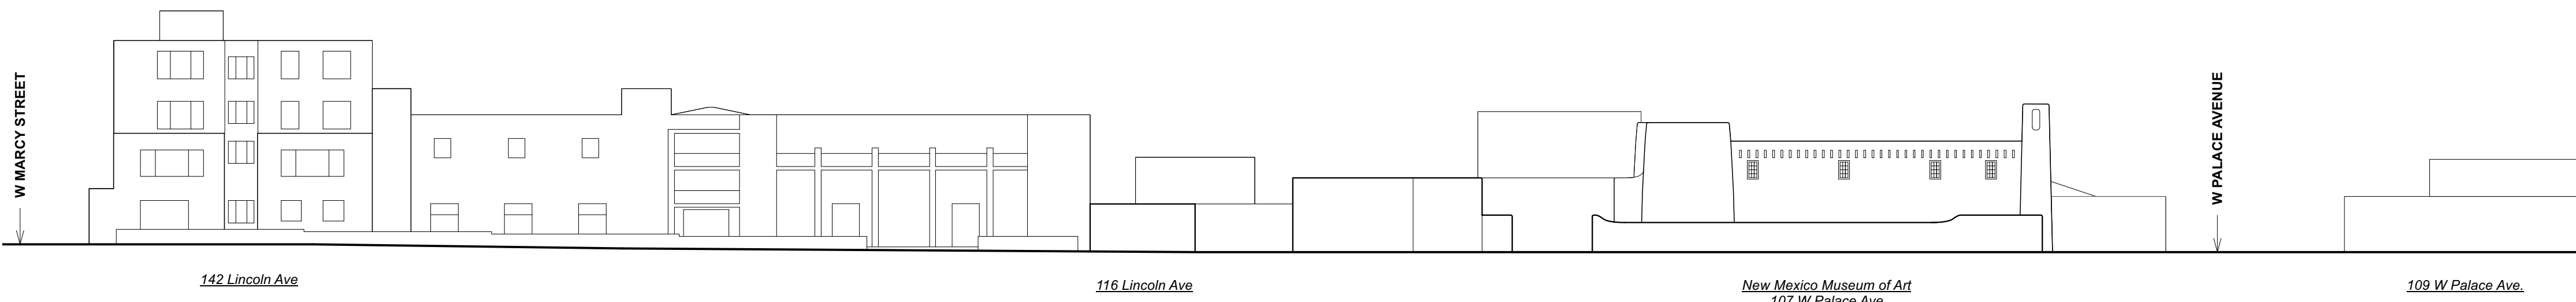 W MARCY STREET
W PALACE AVENUE
142 Lincoln Ave
116 Lincoln Ave
New Mexico Museum of Art
107 W Palace Ave
109 W Palace Ave.